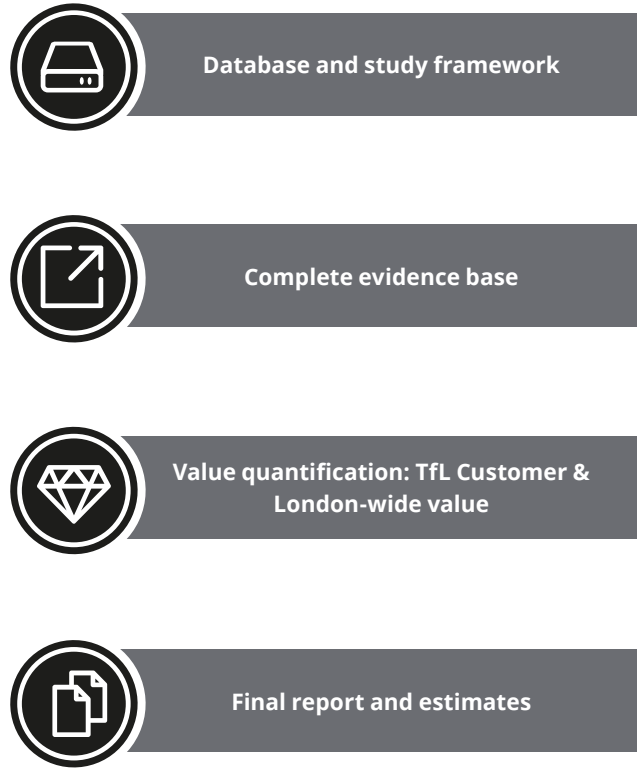 Database and study framework
Complete evidence base
Value quantification: TfL Customer &
London-wide value
Final report and estimates